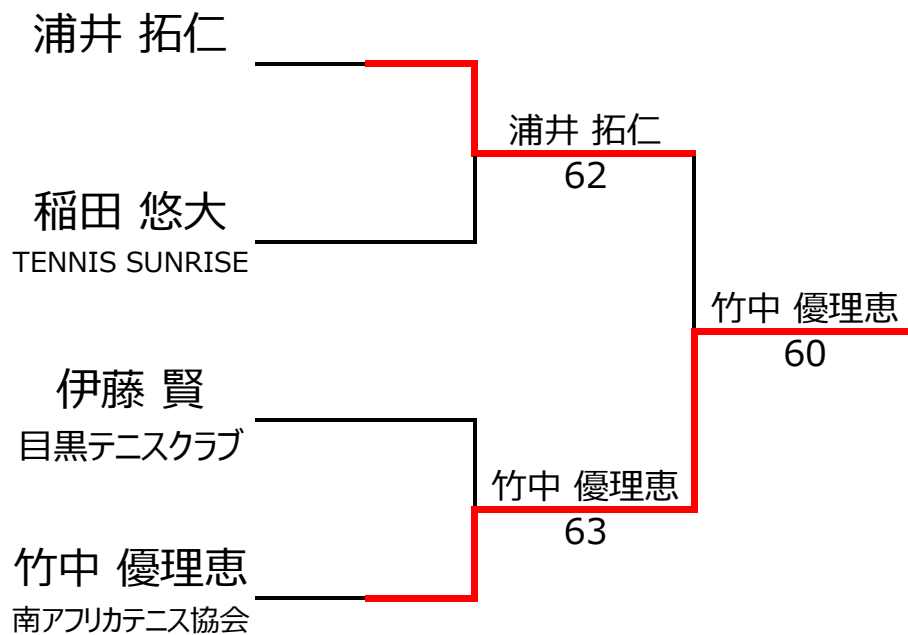 浦井 拓仁
浦井 拓仁
62
稲田 悠大
TENNIS SUNRISE
竹中 優理恵
60
伊藤 賢
目黒テニスクラブ
竹中 優理恵
63
竹中 優理恵
南アフリカテニス協会